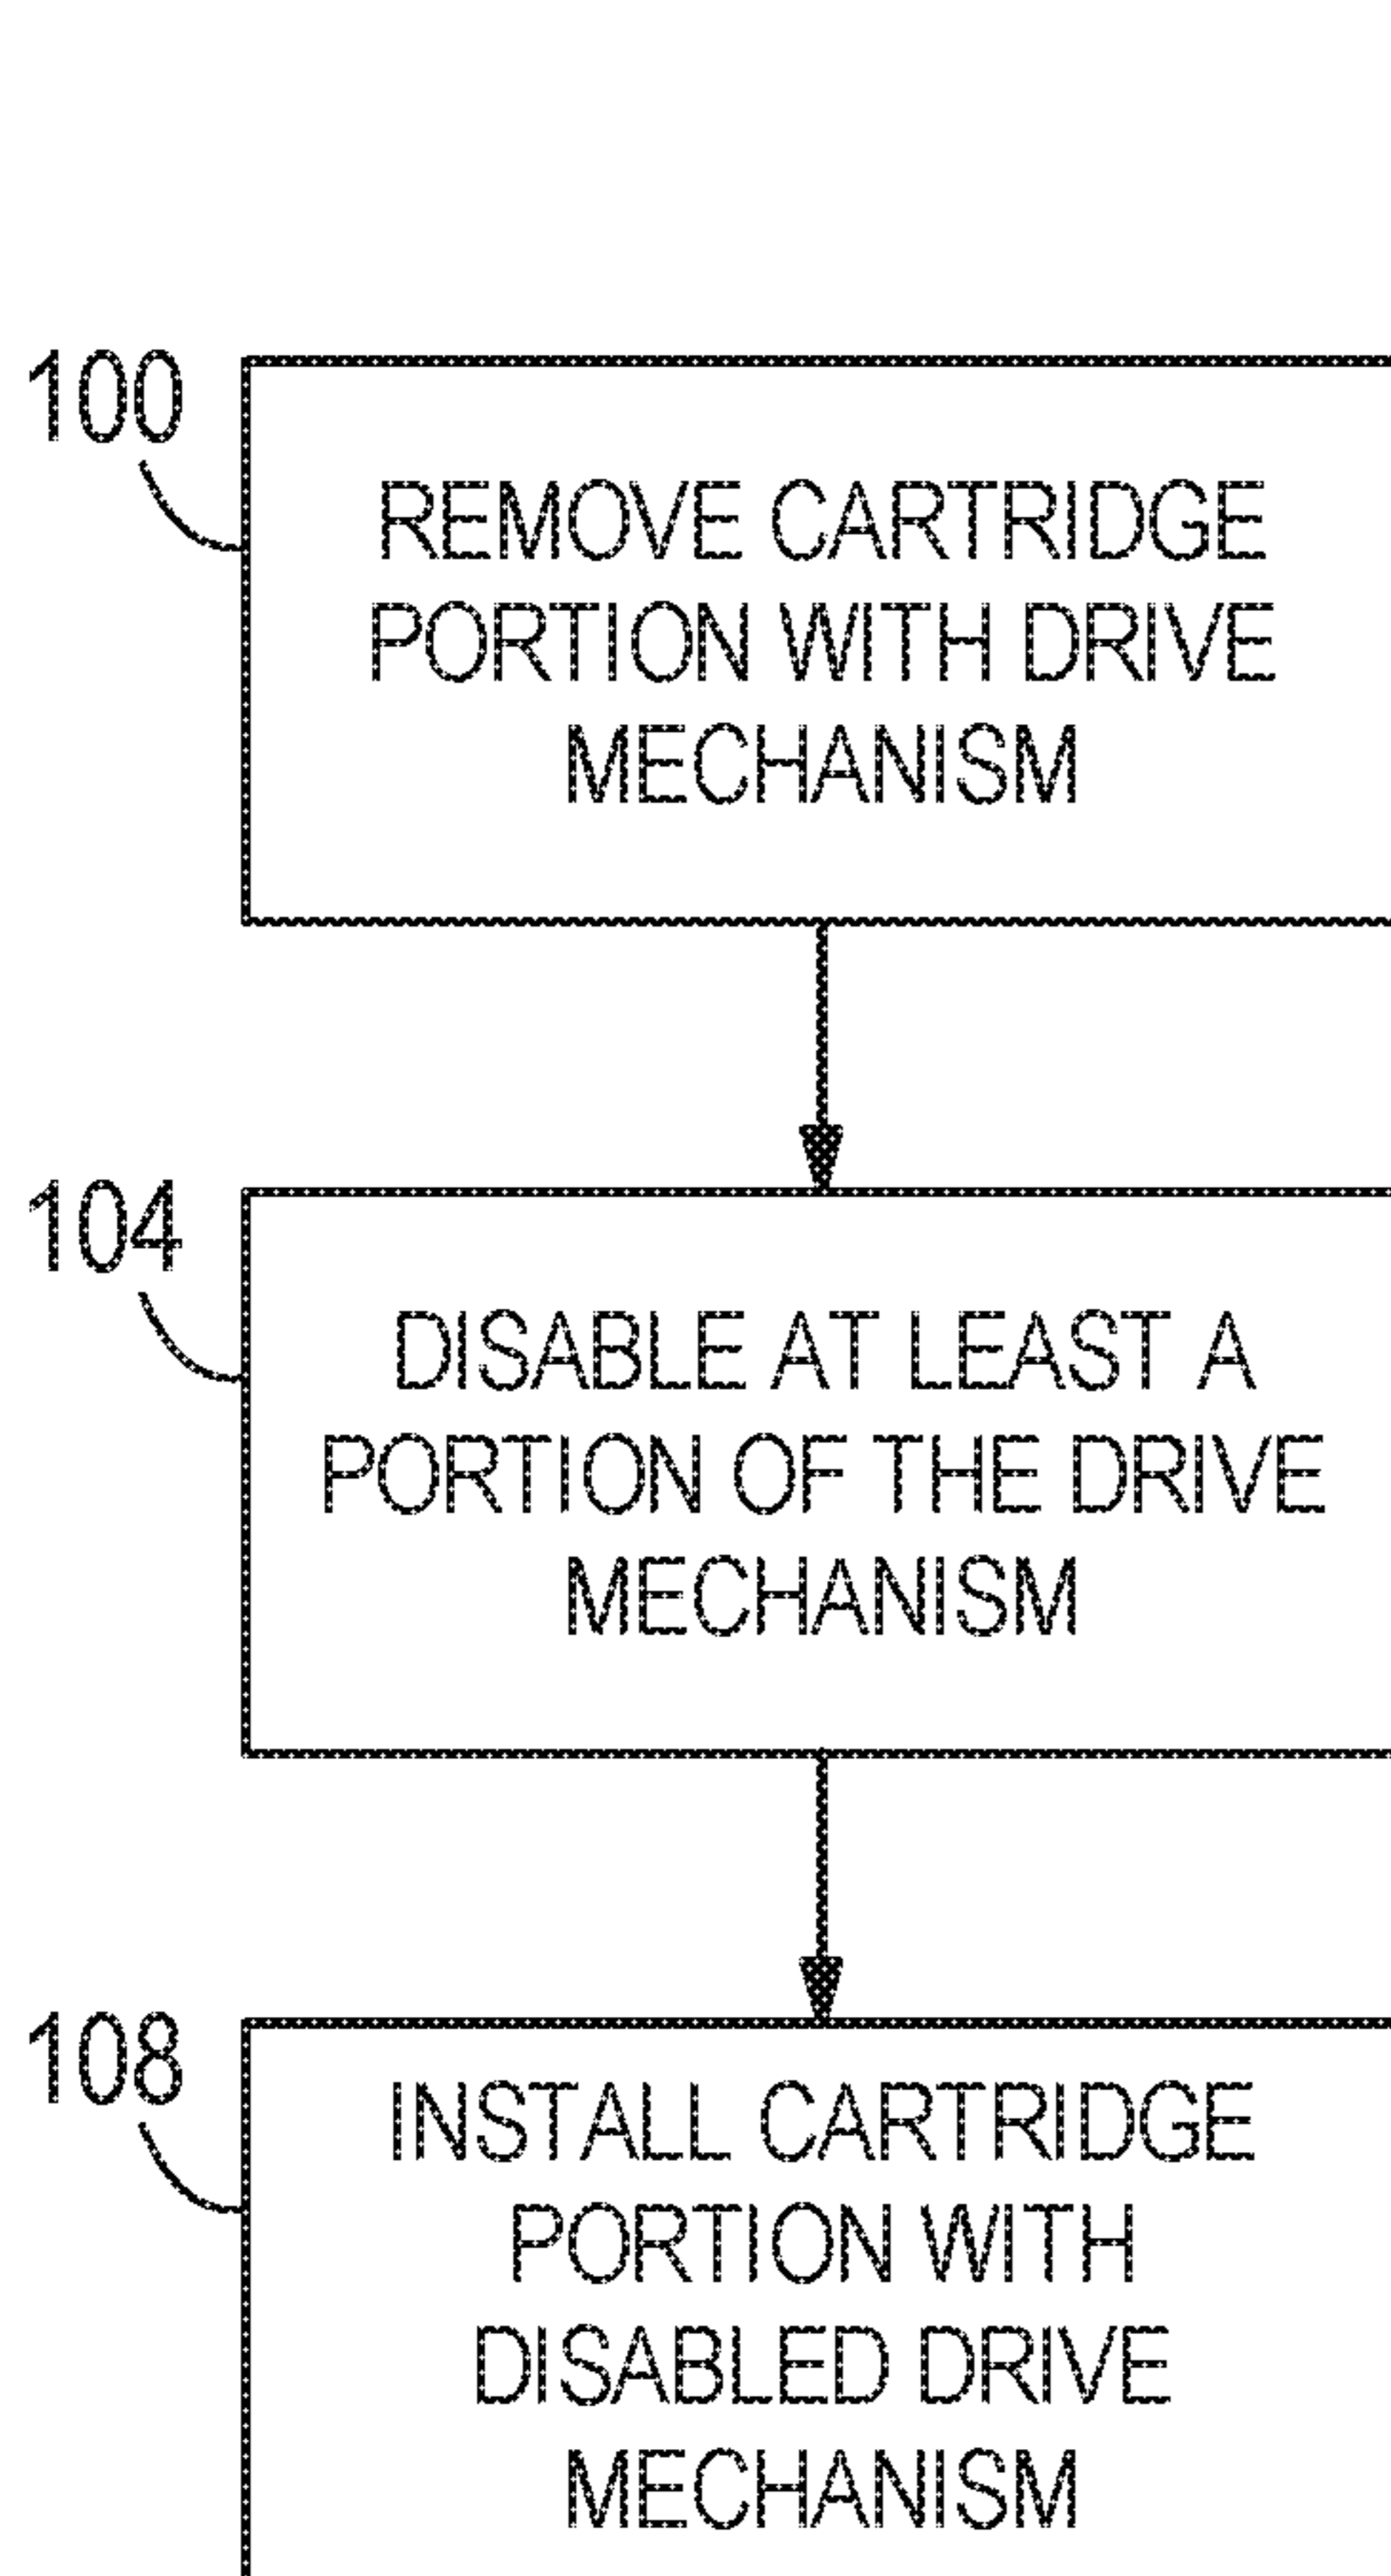 100
REMOVE CARTRIDGE
PORTION WITH DRIVE
MECHANISM
104
DISABLE AT LEAST A
PORTION OF THE DRIVE
MECHANISM
108
INSTALL CARTRIDGE
PORTION WITH
DISABLED DRIVE
MECHANISM